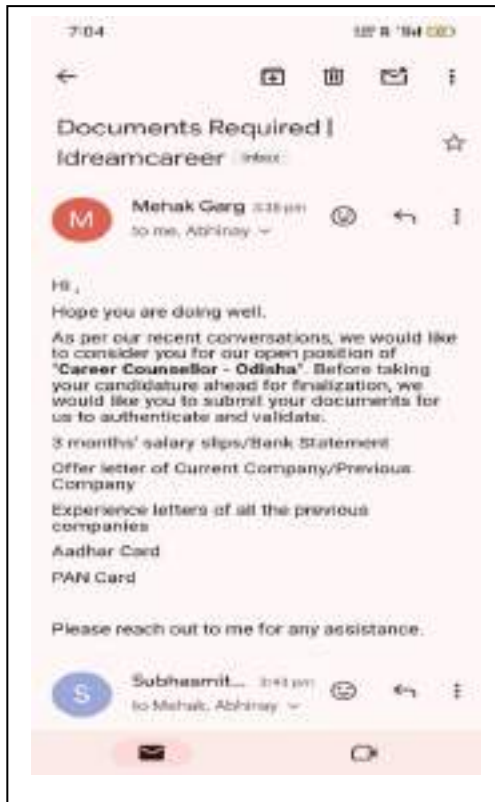 7:04
Documents Required |
Idreamcareer Inbox
M
Mehak Garg 3:38 pm
to me, Abhinay
Hi ,
Hope you are doing well.
As per our recent conversations, we would like
to consider you for our open position of
"Career Counsellor - Odisha". Before taking
your candidature ahead for finalization, we
would like you to submit your documents for
us to authenticate and validate.
3 months' salary slips/Bank Statement
Offer letter of Current Company/Previous
Company
Experience letters of all the previous
companies
Aadhar Card
PAN Card
Please reach out to me for any assistance.
S
Subhasmit...
to Mehak, Abhinay